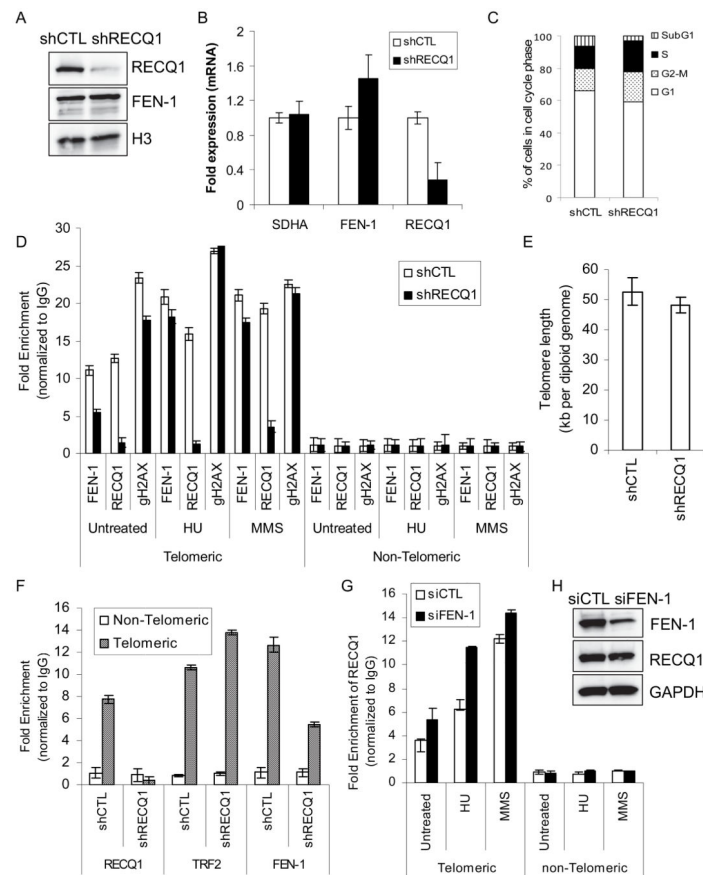 A
shCTL shRECQ1
RECQ1
FEN-1
H3
B
Fold expression (mRNA)
2
1.6
1.2
0.8
0.4
0
shCTL
shRECQ1
SDHA FEN-1 RECQ1
C
% of cells in cell cycle phase
100
80
60
40
20
0
SubG1
S
G2-M
G1
shCTL shRECQ1
D
Fold Enrichment
(normalized to IgG)
30
25
20
15
10
5
0
shCTL
shRECQ1
FEN-1 RECQ1 gH2AX FEN-1 RECQ1 gH2AX FEN-1 RECQ1 gH2AX FEN-1 RECQ1 gH2AX FEN-1 RECQ1 gH2AX FEN-1 RECQ1 gH2AX
Untreated HU MMS Untreated HU MMS
Telomeric Non-Telomeric
E
Telomere length
(kb per diploid genome)
60
50
40
30
20
10
0
shCTL shRECQ1
F
Fold Enrichment
(normalized to IgG)
16
14
12
10
8
6
4
2
0
Non-Telomeric
Telomeric
shCTL shRECQ1 shCTL shRECQ1 shCTL shRECQ1
RECQ1 TRF2 FEN-1
G
Fold Enrichment of RECQ1
(normalized to IgG)
16
14
12
10
8
6
4
2
0
siCTL
siFEN-1
Untreated HU MMS Untreated HU MMS
Telomeric non-Telomeric
H
siCTL siFEN-1
FEN-1
RECQ1
GAPDH